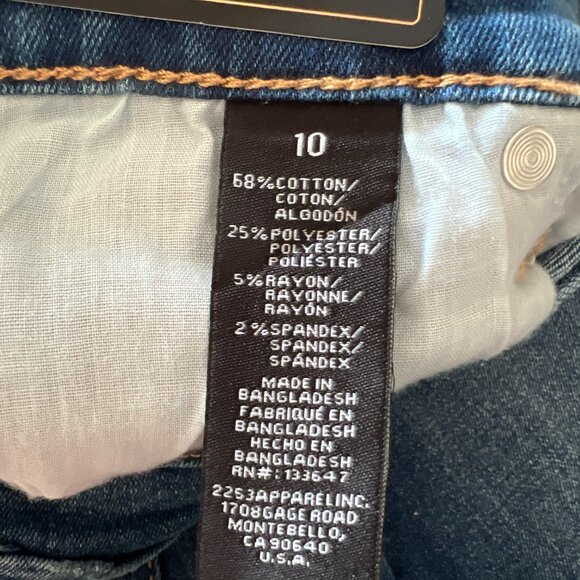 10
68%COTTON/
COTON/
ALGODÓN
25%POLYESTER/
POLYESTER/
POLIÉSTER
5%RAYON/
RAYONNE/
RAYÓN
2%SPANDEX/
SPANDEX/
SPÁNDEX
MADE IN
BANGLADESH
FABRIQUÉ EN
BANGLADESH
HECHO EN
BANGLADESH
RN#:133647
2253APPARELINC.
1708GAGE ROAD
MONTEBELLO,
CA90640
U.S.A.